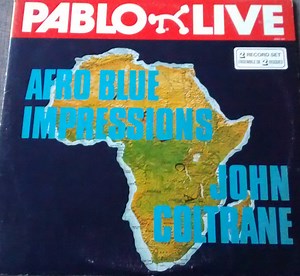 PABLO LIVE
2 RECORD SET
AFRO BLUE
IMPRESSIONS
JOHN
COLTRANE